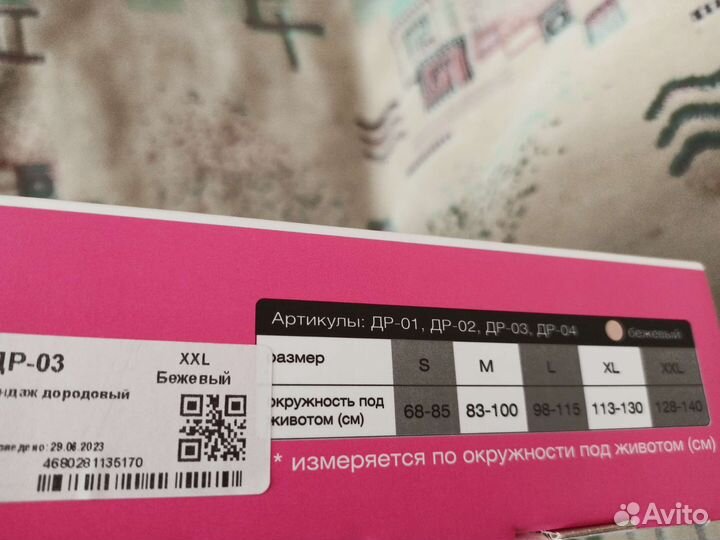 ДР-03
XXL
Бежевый
ндаж дородовый
ведено: 29.06.2023
4680281135170
Артикулы: ДР-01, ДР-02, ДР-03, ДР-04 бежевый
размер S M L XL XXL
окружность под животом (см) 68-85 83-100 98-115 113-130 128-140
* измеряется по окружности под животом (см)
Avito